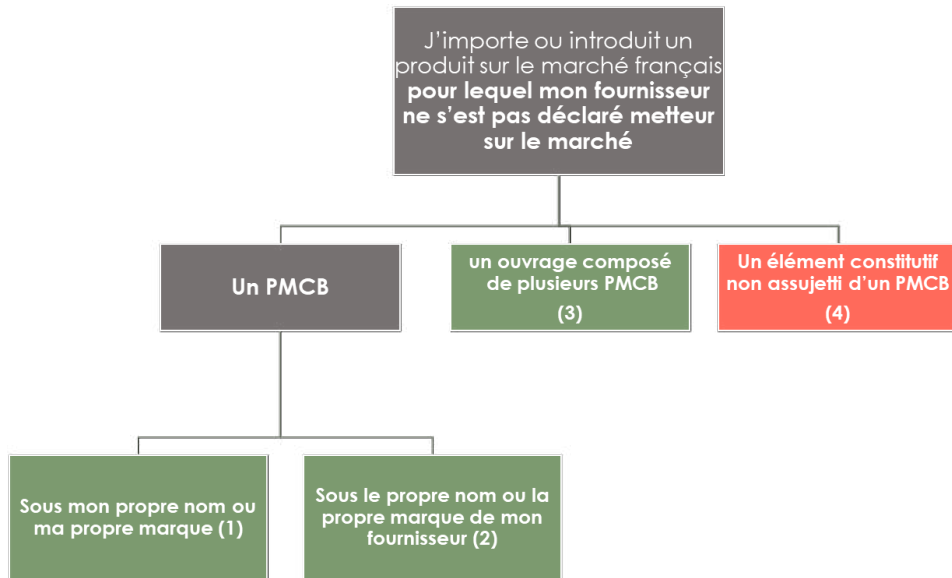 J’importe ou introduit un
produit sur le marché français
pour lequel mon fournisseur
ne s’est pas déclaré metteur
sur le marché
Un PMCB
un ouvrage composé
de plusieurs PMCB
(3)
Un élément constitutif
non assujetti d’un PMCB
(4)
Sous mon propre nom ou
ma propre marque (1)
Sous le propre nom ou la
propre marque de mon
fournisseur (2)